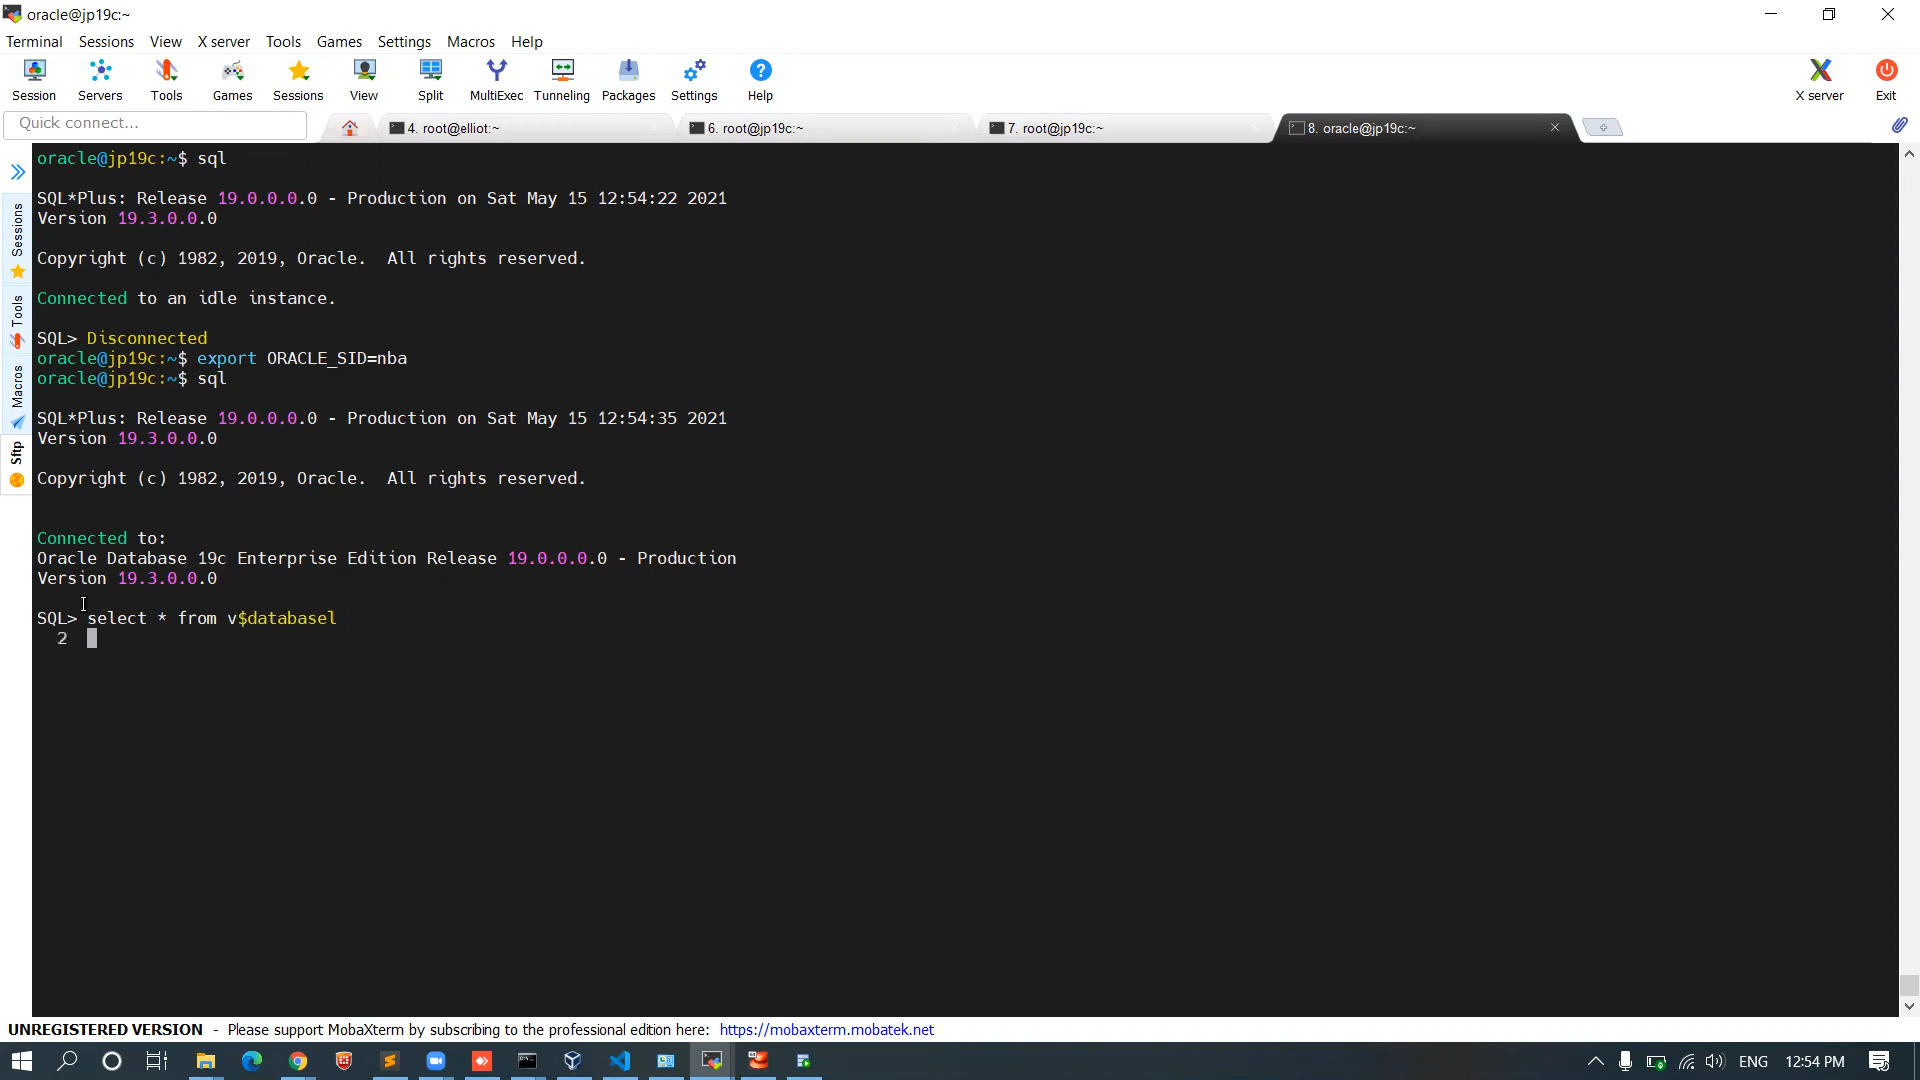 oracle@jp19c:~
Terminal Sessions View X server Tools Games Settings Macros Help
Session Servers Tools Games Sessions View Split MultiExec Tunneling Packages Settings Help X server Exit
Quick connect... 4. root@elliot:~ 6. root@jp19c:~ 7. root@jp19c:~ 8. oracle@jp19c:~
Sessions
Tools
Macros
Sftp
oracle@jp19c:~$ sql
SQL*Plus: Release 19.0.0.0.0 - Production on Sat May 15 12:54:22 2021
Version 19.3.0.0.0
Copyright (c) 1982, 2019, Oracle.  All rights reserved.
Connected to an idle instance.
SQL> Disconnected
oracle@jp19c:~$ export ORACLE_SID=nba
oracle@jp19c:~$ sql
SQL*Plus: Release 19.0.0.0.0 - Production on Sat May 15 12:54:35 2021
Version 19.3.0.0.0
Copyright (c) 1982, 2019, Oracle.  All rights reserved.
Connected to:
Oracle Database 19c Enterprise Edition Release 19.0.0.0.0 - Production
Version 19.3.0.0.0
SQL> select * from v$databasel
2
UNREGISTERED VERSION - Please support MobaXterm by subscribing to the professional edition here: https://mobaxterm.mobatek.net
ENG 12:54 PM